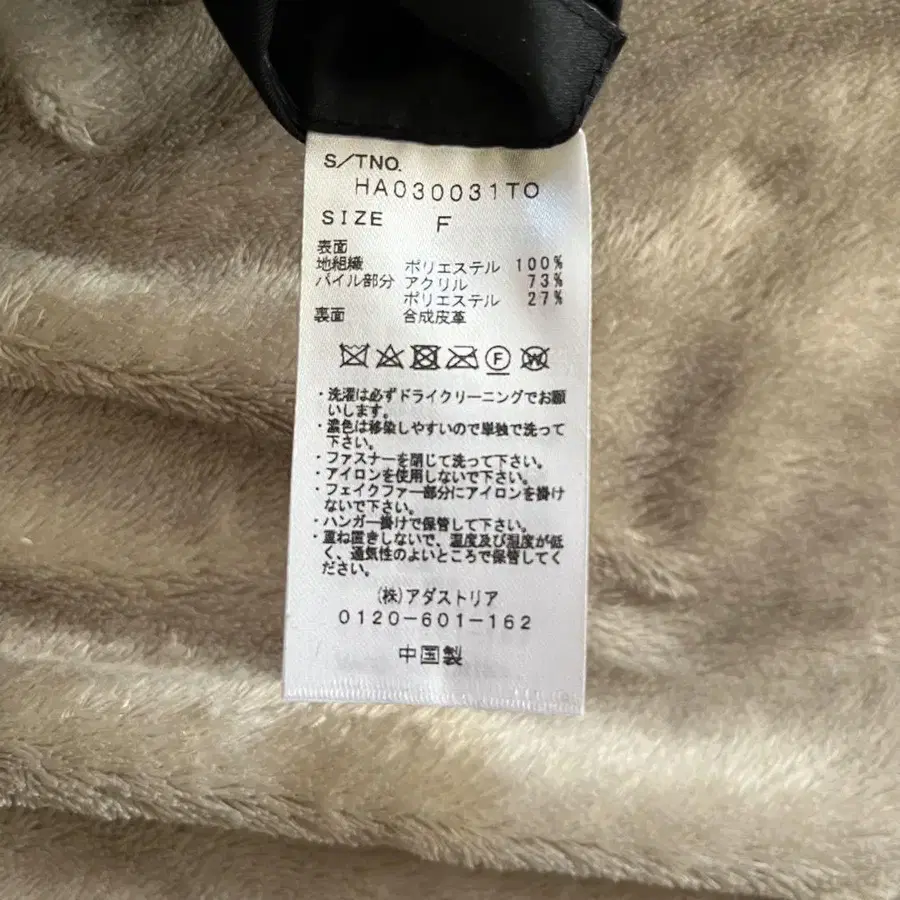 S/TNO.
HA030031TO
SIZE F
表面
地組織 ポリエステル 100%
パイル部分 アクリル 73%
ポリエステル 27%
裏面 合成皮革
F W
・洗濯は必ずドライクリーニングでお願
いします。
・濃色は移染しやすいので単独で洗って
下さい。
・ファスナーを閉じて洗って下さい。
・アイロンを使用しないで下さい。
・フェイクファー部分にアイロンを掛け
ないで下さい。
・ハンガー掛けで保管して下さい。
・重ね置きしないで、温度及び湿度が低
く、通気性のよいところで保管してく
ださい。
(株)アダストリア
0120-601-162
中国製